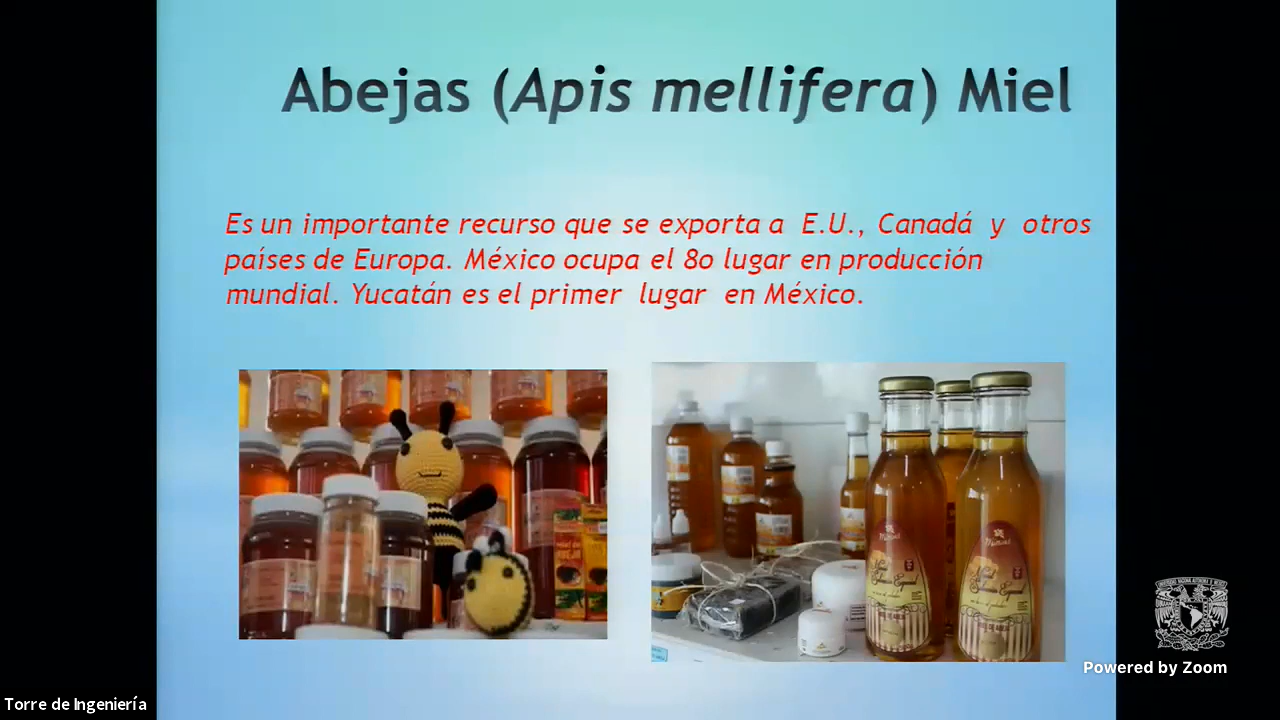 Abejas (Apis mellifera) Miel
Es un importante recurso que se exporta a E.U., Canadá y otros
países de Europa. México ocupa el 8o lugar en producción
mundial. Yucatán es el primer lugar en México.
Powered by Zoom
Torre de Ingeniería